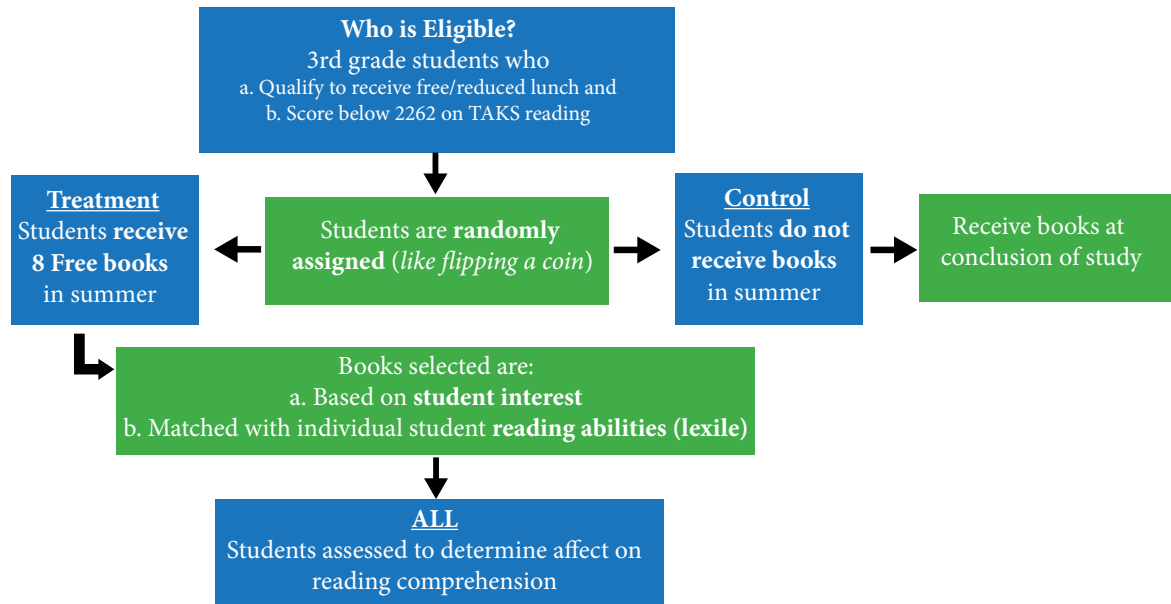 Who is Eligible?
3rd grade students who
a. Qualify to receive free/reduced lunch and
b. Score below 2262 on TAKS reading
Treatment
Students receive
8 Free books
in summer
Students are randomly
assigned (like flipping a coin)
Control
Students do not
receive books
in summer
Receive books at
conclusion of study
Books selected are:
a. Based on student interest
b. Matched with individual student reading abilities (lexile)
ALL
Students assessed to determine affect on
reading comprehension